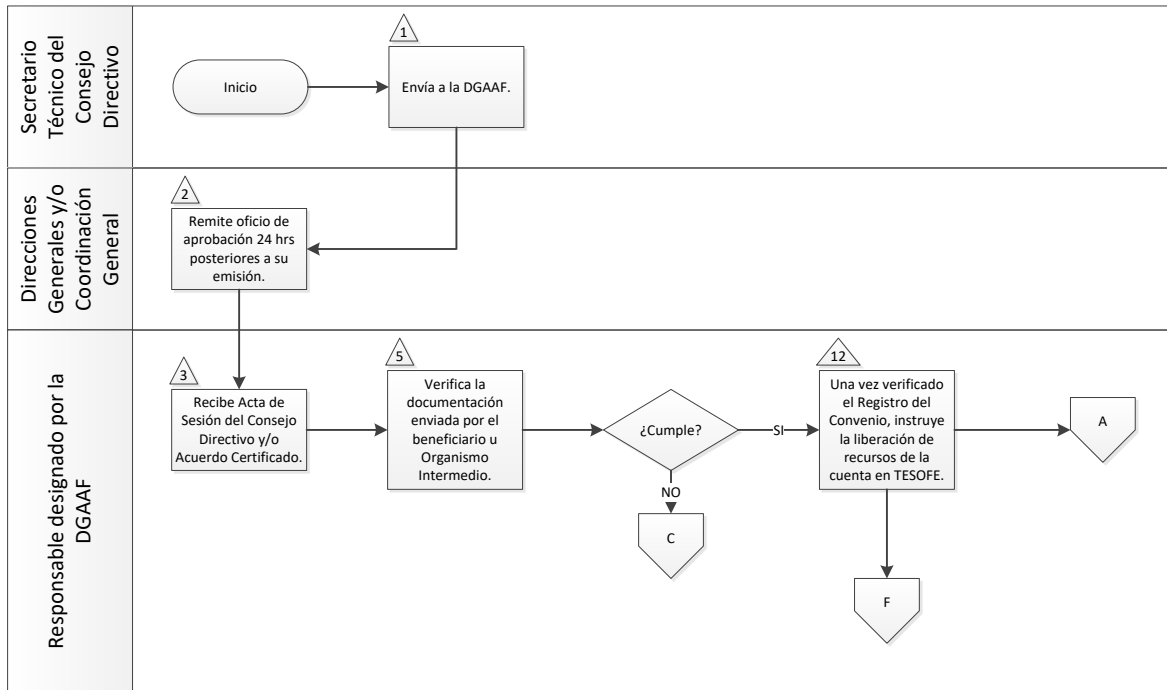 Secretario
Técnico del
Consejo
Directivo
1
Inicio
Envía a la DGAAF.
Direcciones
Generales y/o
Coordinación
General
2
Remite oficio de
aprobación 24 hrs
posteriores a su
emisión.
Responsable designado por la
DGAAF
3
Recibe Acta de
Sesión del Consejo
Directivo y/o
Acuerdo Certificado.
5
Verifica la
documentación
enviada por el
beneficiario u
Organismo
Intermedio.
¿Cumple?
SI
NO
C
12
Una vez verificado
el Registro del
Convenio, instruye
la liberación de
recursos de la
cuenta en TESOFE.
A
F